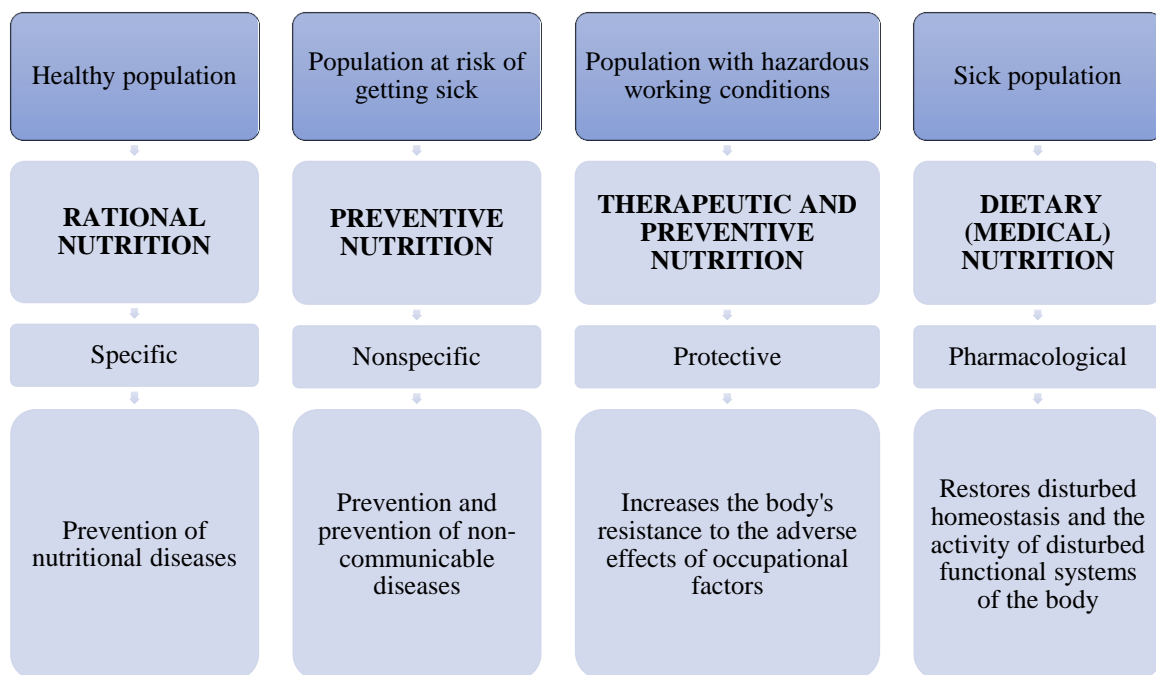 Healthy population
Population at risk of
getting sick
Population with hazardous
working conditions
Sick population
RATIONAL
NUTRITION
PREVENTIVE
NUTRITION
THERAPEUTIC AND
PREVENTIVE
NUTRITION
DIETARY
(MEDICAL)
NUTRITION
Specific
Nonspecific
Protective
Pharmacological
Prevention of
nutritional diseases
Prevention and
prevention of non-
communicable
diseases
Increases the body's
resistance to the adverse
effects of occupational
factors
Restores disturbed
homeostasis and the
activity of disturbed
functional systems
of the body